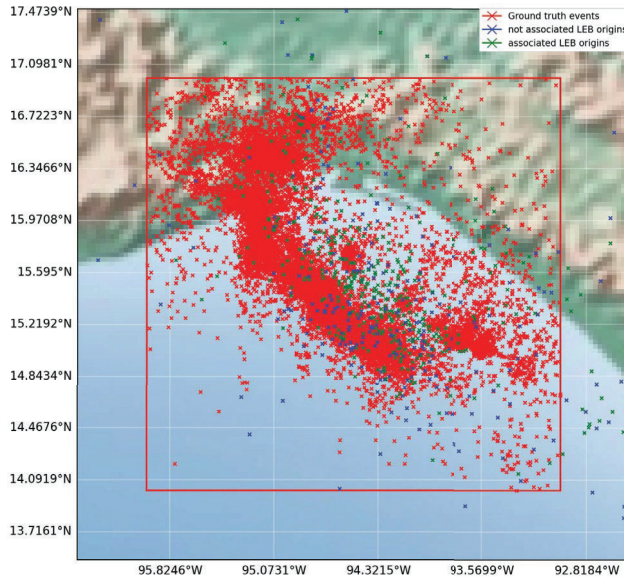 17.4739°N
Ground truth events
not associated LEB origins
associated LEB origins
17.0981°N
16.7223°N
16.3466°N
15.9708°N
15.595°N
15.2192°N
14.8434°N
14.4676°N
14.0919°N
13.7161°N
95.8246°W 95.0731°W 94.3215°W 93.5699°W 92.8184°W